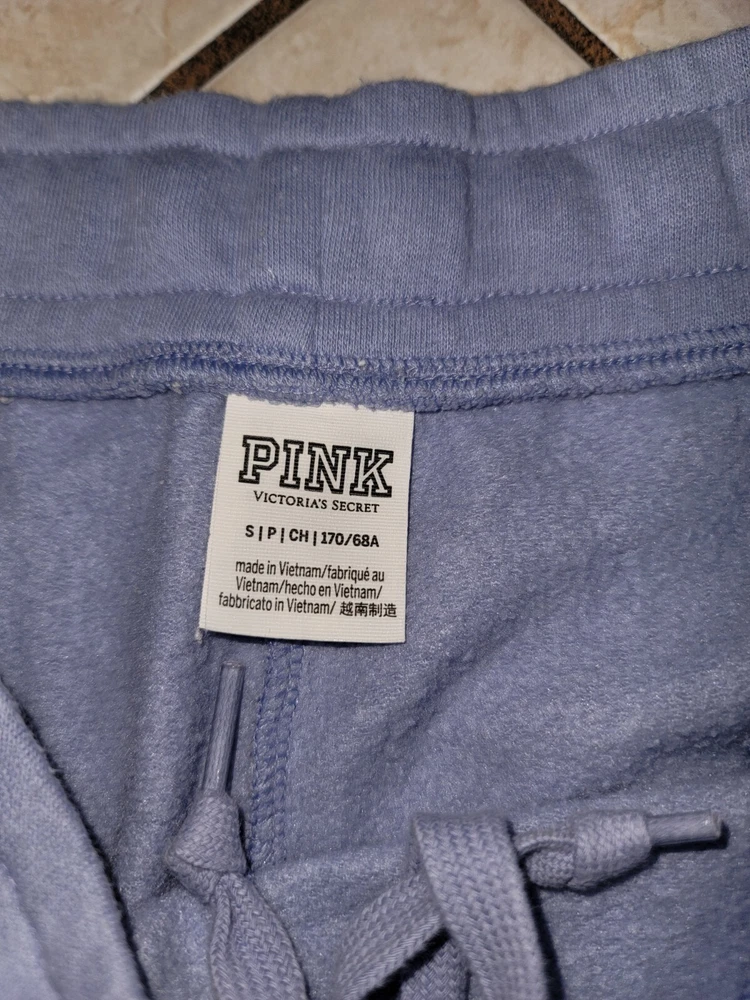 PINK
VICTORIA'S SECRET
S | P | CH | 170/68A
made in Vietnam/fabriqué au
Vietnam/hecho en Vietnam/
fabbricato in Vietnam/ 越南制造